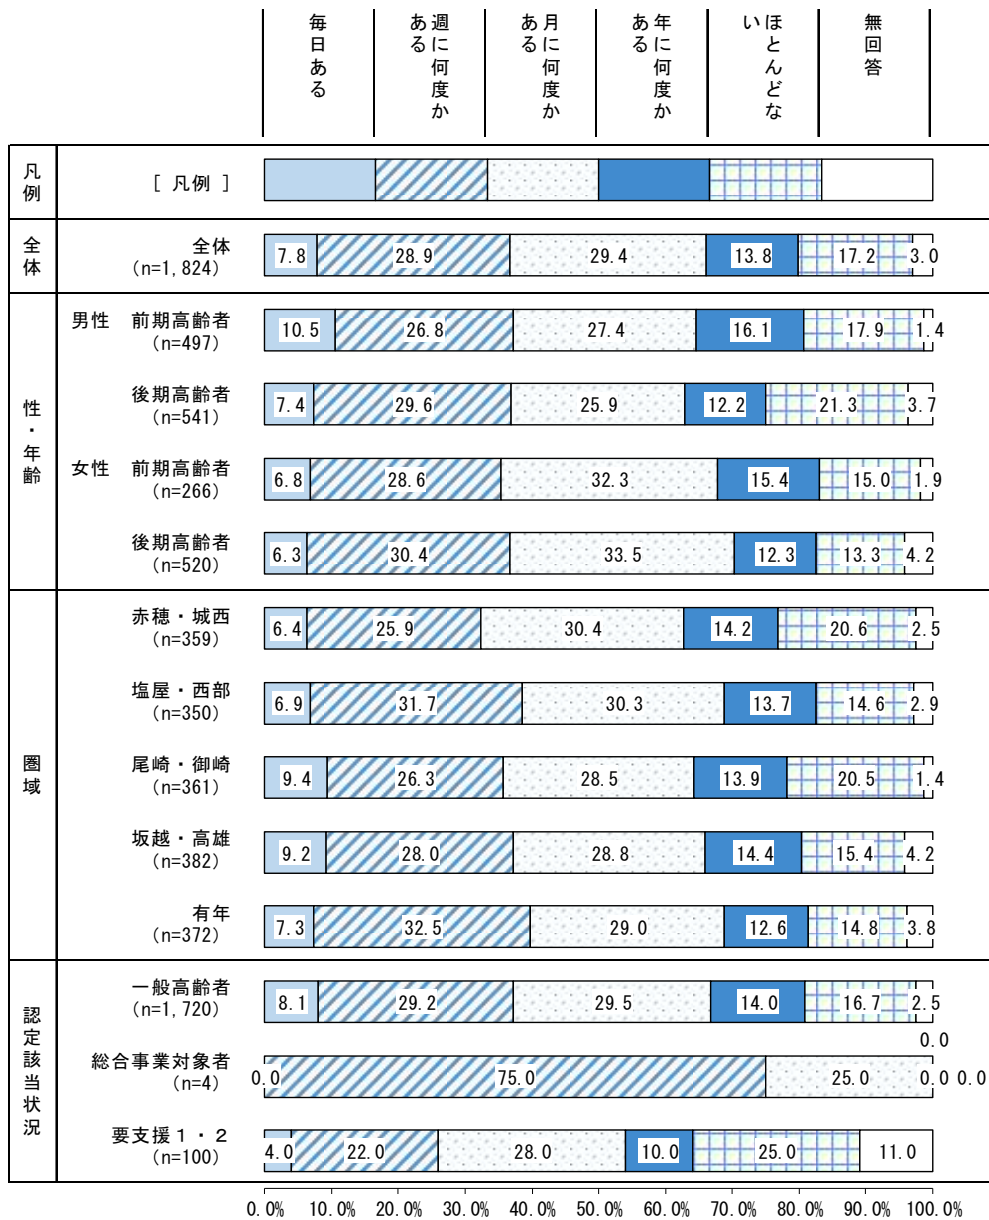 毎日ある
週に何度か
ある
月に何度か
ある
年に何度か
ある
ほとんどな
い
無回答
凡例
[ 凡例 ]
全体
全体
(n=1,824)
7.8 28.9 29.4 13.8 17.2 3.0
性・年齢
男性 前期高齢者
(n=497)
10.5 26.8 27.4 16.1 17.9 1.4
後期高齢者
(n=541)
7.4 29.6 25.9 12.2 21.3 3.7
女性 前期高齢者
(n=266)
6.8 28.6 32.3 15.4 15.0 1.9
後期高齢者
(n=520)
6.3 30.4 33.5 12.3 13.3 4.2
圏域
赤穂・城西
(n=359)
6.4 25.9 30.4 14.2 20.6 2.5
塩屋・西部
(n=350)
6.9 31.7 30.3 13.7 14.6 2.9
尾崎・御崎
(n=361)
9.4 26.3 28.5 13.9 20.5 1.4
坂越・高雄
(n=382)
9.2 28.0 28.8 14.4 15.4 4.2
有年
(n=372)
7.3 32.5 29.0 12.6 14.8 3.8
認定該当状況
一般高齢者
(n=1,720)
8.1 29.2 29.5 14.0 16.7 2.5
0.0
総合事業対象者
(n=4)
0.0 75.0 25.0 0.0 0.0
要支援1・2
(n=100)
4.0 22.0 28.0 10.0 25.0 11.0
0.0% 10.0% 20.0% 30.0% 40.0% 50.0% 60.0% 70.0% 80.0% 90.0% 100.0%